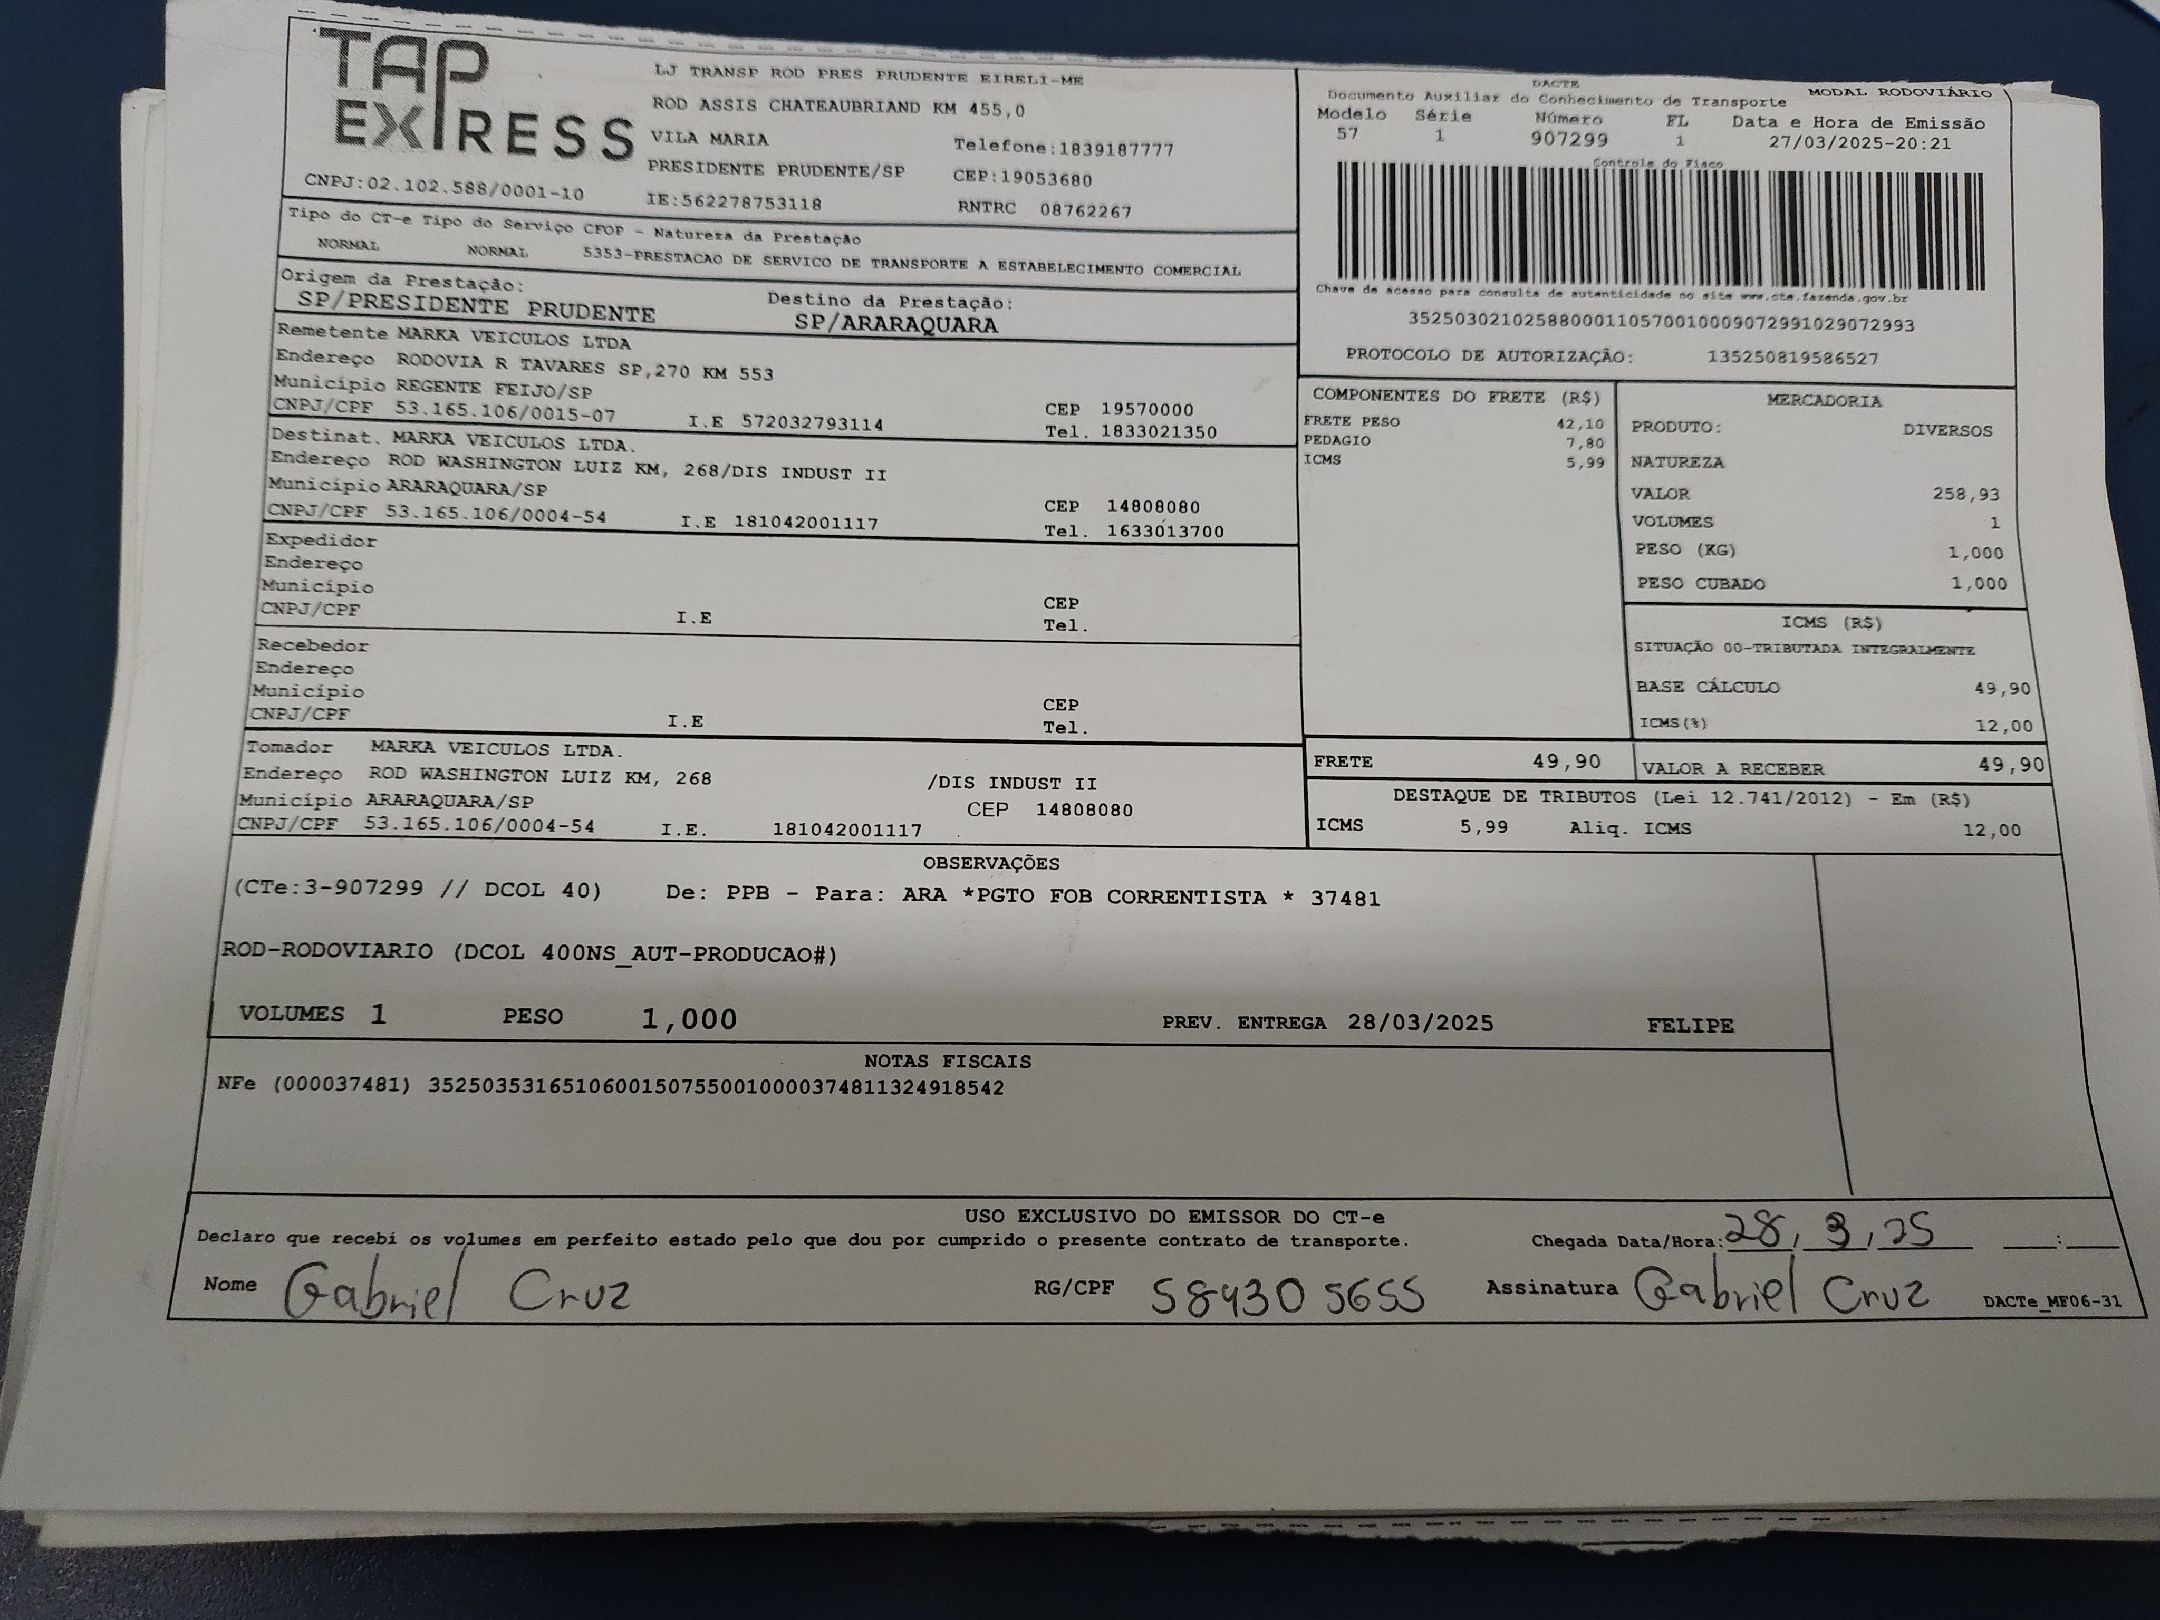 TAP EXPRESS
LJ TRANSP ROD PRES PRUDENTE EIRELI-ME
ROD ASSIS CHATEAUBRIAND KM 455,0
VILA MARIA Telefone:1839187777
PRESIDENTE PRUDENTE/SP CEP:19053680
CNPJ:02.102.588/0001-10 IE:562278753118 RNTRC 08762267
DACTE MODAL RODOVIÁRIO
Documento Auxiliar do Conhecimento de Transporte
Modelo Série Número FL Data e Hora de Emissão
57 1 907299 1 27/03/2025-20:21
Controle do Fisco
Chave de acesso para consulta de autenticidade no site www.cte.fazenda.gov.br
35250302102588000110570010009072991029072993
PROTOCOLO DE AUTORIZAÇÃO: 135250819586527
Tipo do CT-e Tipo do Serviço CFOP - Natureza da Prestação
NORMAL NORMAL 5353-PRESTACAO DE SERVICO DE TRANSPORTE A ESTABELECIMENTO COMERCIAL
Origem da Prestação: Destino da Prestação:
SP/PRESIDENTE PRUDENTE SP/ARARAQUARA
Remetente MARKA VEICULOS LTDA
Endereço RODOVIA R TAVARES SP,270 KM 553
Município REGENTE FEIJO/SP CEP 19570000
CNPJ/CPF 53.165.106/0015-07 I.E 572032793114 Tel. 1833021350
Destinat. MARKA VEICULOS LTDA.
Endereço ROD WASHINGTON LUIZ KM, 268/DIS INDUST II
Município ARARAQUARA/SP CEP 14808080
CNPJ/CPF 53.165.106/0004-54 I.E 181042001117 Tel. 1633013700
Expedidor
Endereço
Município CEP
CNPJ/CPF I.E Tel.
Recebedor
Endereço
Município CEP
CNPJ/CPF I.E Tel.
Tomador MARKA VEICULOS LTDA.
Endereço ROD WASHINGTON LUIZ KM, 268 /DIS INDUST II
Município ARARAQUARA/SP CEP 14808080
CNPJ/CPF 53.165.106/0004-54 I.E. 181042001117
COMPONENTES DO FRETE (R$)
FRETE PESO 42,10
PEDAGIO 7,80
ICMS 5,99
MERCADORIA
PRODUTO: DIVERSOS
NATUREZA
VALOR 258,93
VOLUMES 1
PESO (KG) 1,000
PESO CUBADO 1,000
ICMS (R$)
SITUAÇÃO 00-TRIBUTADA INTEGRALMENTE
BASE CÁLCULO 49,90
ICMS(%) 12,00
FRETE 49,90 VALOR A RECEBER 49,90
DESTAQUE DE TRIBUTOS (Lei 12.741/2012) - Em (R$)
ICMS 5,99 Aliq. ICMS 12,00
OBSERVAÇÕES
(CTe:3-907299 // DCOL 40) De: PPB - Para: ARA *PGTO FOB CORRENTISTA * 37481
ROD-RODOVIARIO (DCOL 400NS_AUT-PRODUCAO#)
VOLUMES 1 PESO 1,000 PREV. ENTREGA 28/03/2025 FELIPE
NOTAS FISCAIS
NFe (000037481) 35250353165106001507550010000374811324918542
USO EXCLUSIVO DO EMISSOR DO CT-e
Declaro que recebi os volumes em perfeito estado pelo que dou por cumprido o presente contrato de transporte. Chegada Data/Hora: 28, 3, 25 __:__
Nome Gabriel Cruz RG/CPF 584305655 Assinatura Gabriel Cruz DACTe_MF06-31